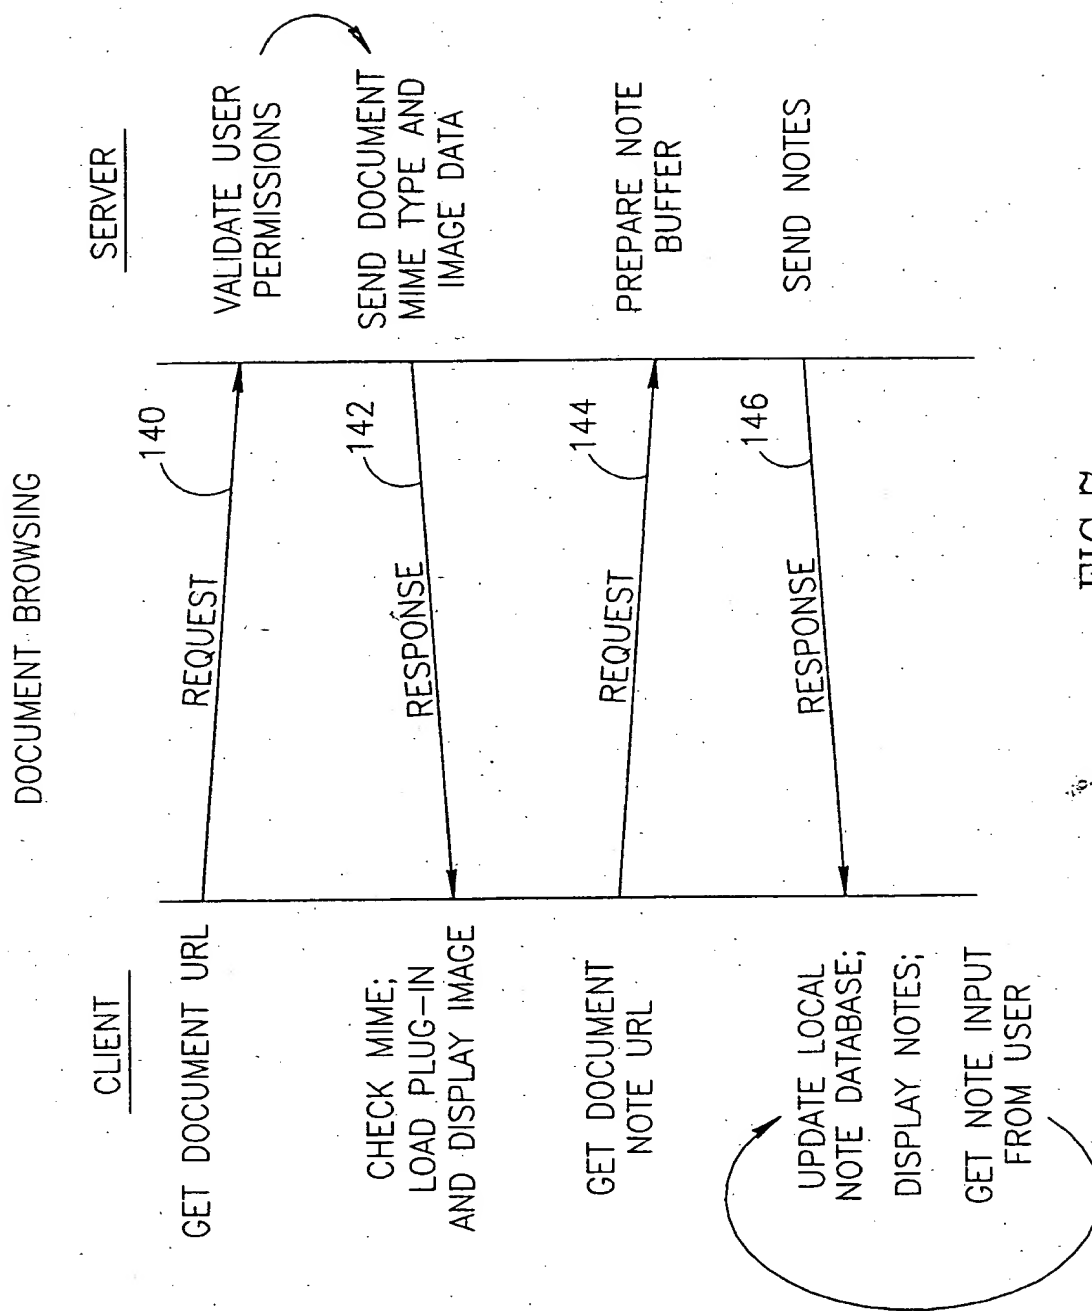 DOCUMENT BROWSING
CLIENT
SERVER
GET DOCUMENT URL
REQUEST
140
VALIDATE USER
PERMISSIONS
CHECK MIME;
LOAD PLUG-IN
AND DISPLAY IMAGE
RESPONSE
142
SEND DOCUMENT
MIME TYPE AND
IMAGE DATA
GET DOCUMENT
NOTE URL
REQUEST
144
PREPARE NOTE
BUFFER
UPDATE LOCAL
NOTE DATABASE;
DISPLAY NOTES;
GET NOTE INPUT
FROM USER
RESPONSE
146
SEND NOTES
FIG